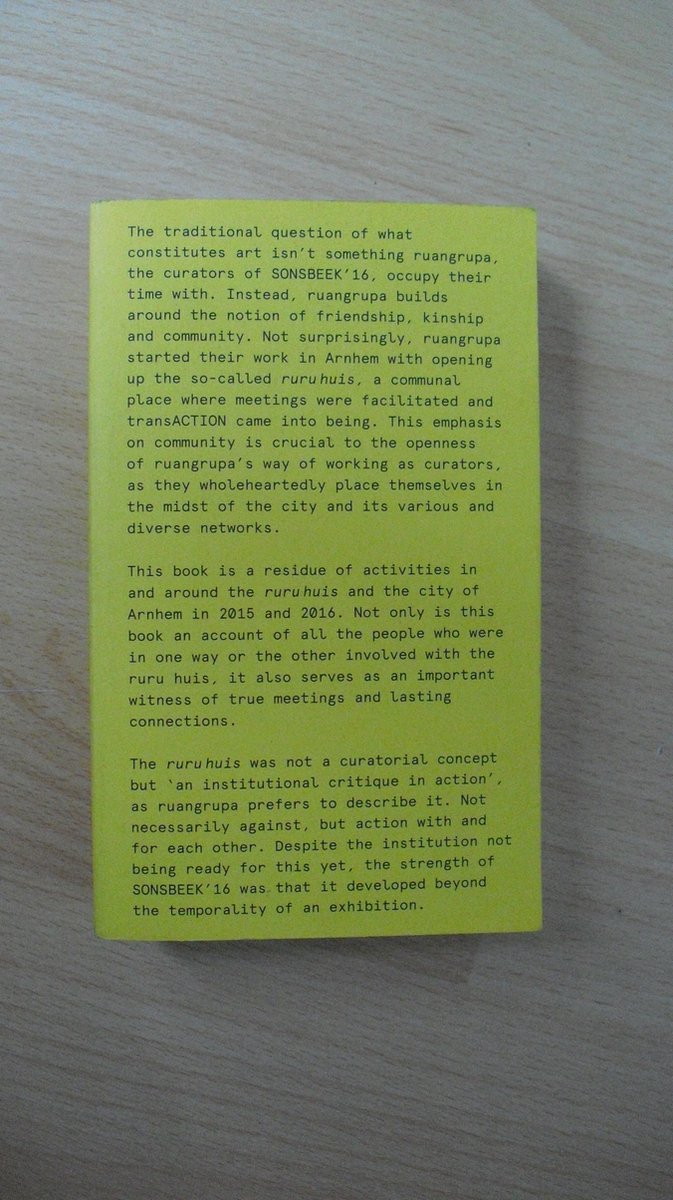 The traditional question of what
constitutes art isn't something ruangrupa,
the curators of SONSBEEK'16, occupy their
time with. Instead, ruangrupa builds
around the notion of friendship, kinship
and community. Not surprisingly, ruangrupa
started their work in Arnhem with opening
up the so-called ruru huis, a communal
place where meetings were facilitated and
transACTION came into being. This emphasis
on community is crucial to the openness
of ruangrupa's way of working as curators,
as they wholeheartedly place themselves in
the midst of the city and its various and
diverse networks.
This book is a residue of activities in
and around the ruru huis and the city of
Arnhem in 2015 and 2016. Not only is this
book an account of all the people who were
in one way or the other involved with the
ruru huis, it also serves as an important
witness of true meetings and lasting
connections.
The ruru huis was not a curatorial concept
but ‵an institutional critique in action′,
as ruangrupa prefers to describe it. Not
necessarily against, but action with and
for each other. Despite the institution not
being ready for this yet, the strength of
SONSBEEK'16 was that it developed beyond
the temporality of an exhibition.